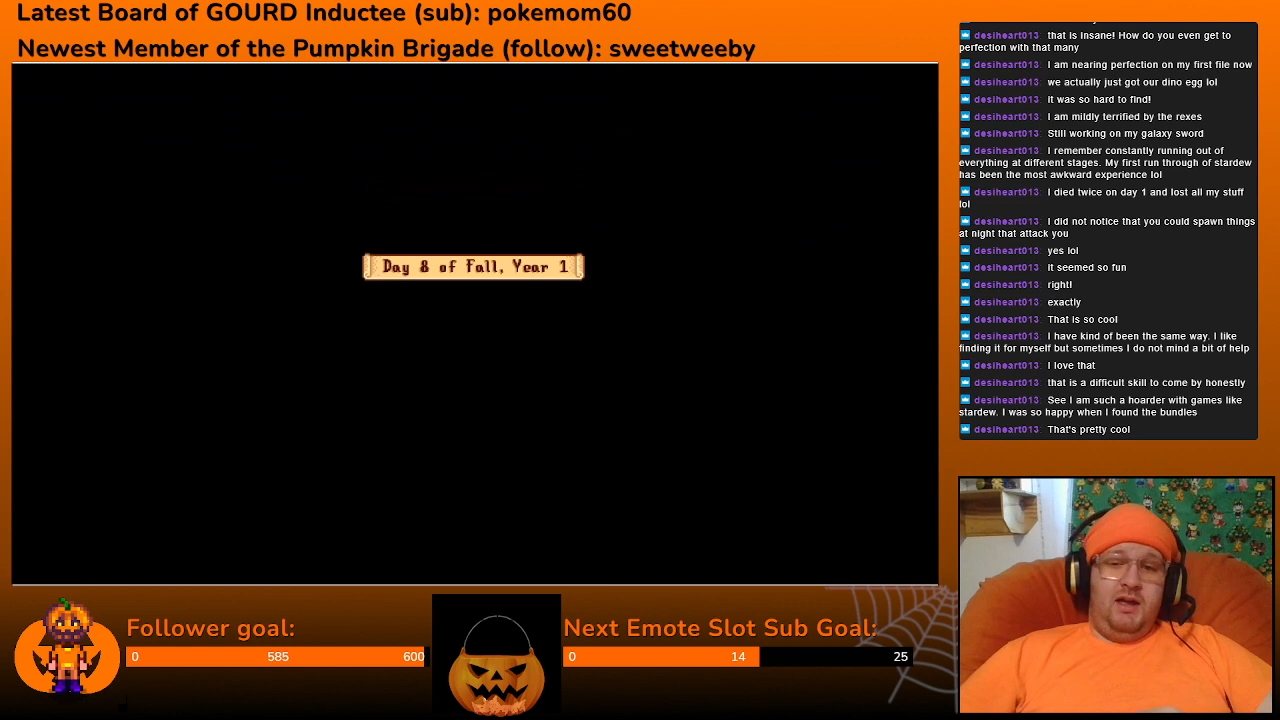 Latest Board of GOURD Inductee (sub): pokemom60
Newest Member of the Pumpkin Brigade (follow): sweetweeby
Day 8 of Fall, Year 1
desiheart013 that is Insane! How do you even get to
perfection with that many
desiheart013 I am nearing perfection on my first file now
desiheart013 we actually just got our dino egg lol
desiheart013 It was so hard to find!
desiheart013 I am mildly terrified by the rexes
desiheart013 Still working on my galaxy sword
desiheart013 I remember constantly running out of
everything at different stages. My first run through of stardew
has been the most awkward experience lol
desiheart013 I died twice on day 1 and lost all my stuff
lol
desiheart013 I did not notice that you could spawn things
at night that attack you
desiheart013 yes lol
desiheart013 It seemed so fun
desiheart013 right!
desiheart013 exactly
desiheart013 That is so cool
desiheart013 I have kind of been the same way. I like
finding it for myself but sometimes I do not mind a bit of help
desiheart013 I love that
desiheart013 that is a difficult skill to come by honestly
desiheart013 See I am such a hoarder with games like
stardew. I was so happy when I found the bundles
desiheart013 That's pretty cool
Follower goal:
0 585 600
Next Emote Slot Sub Goal:
0 14 25